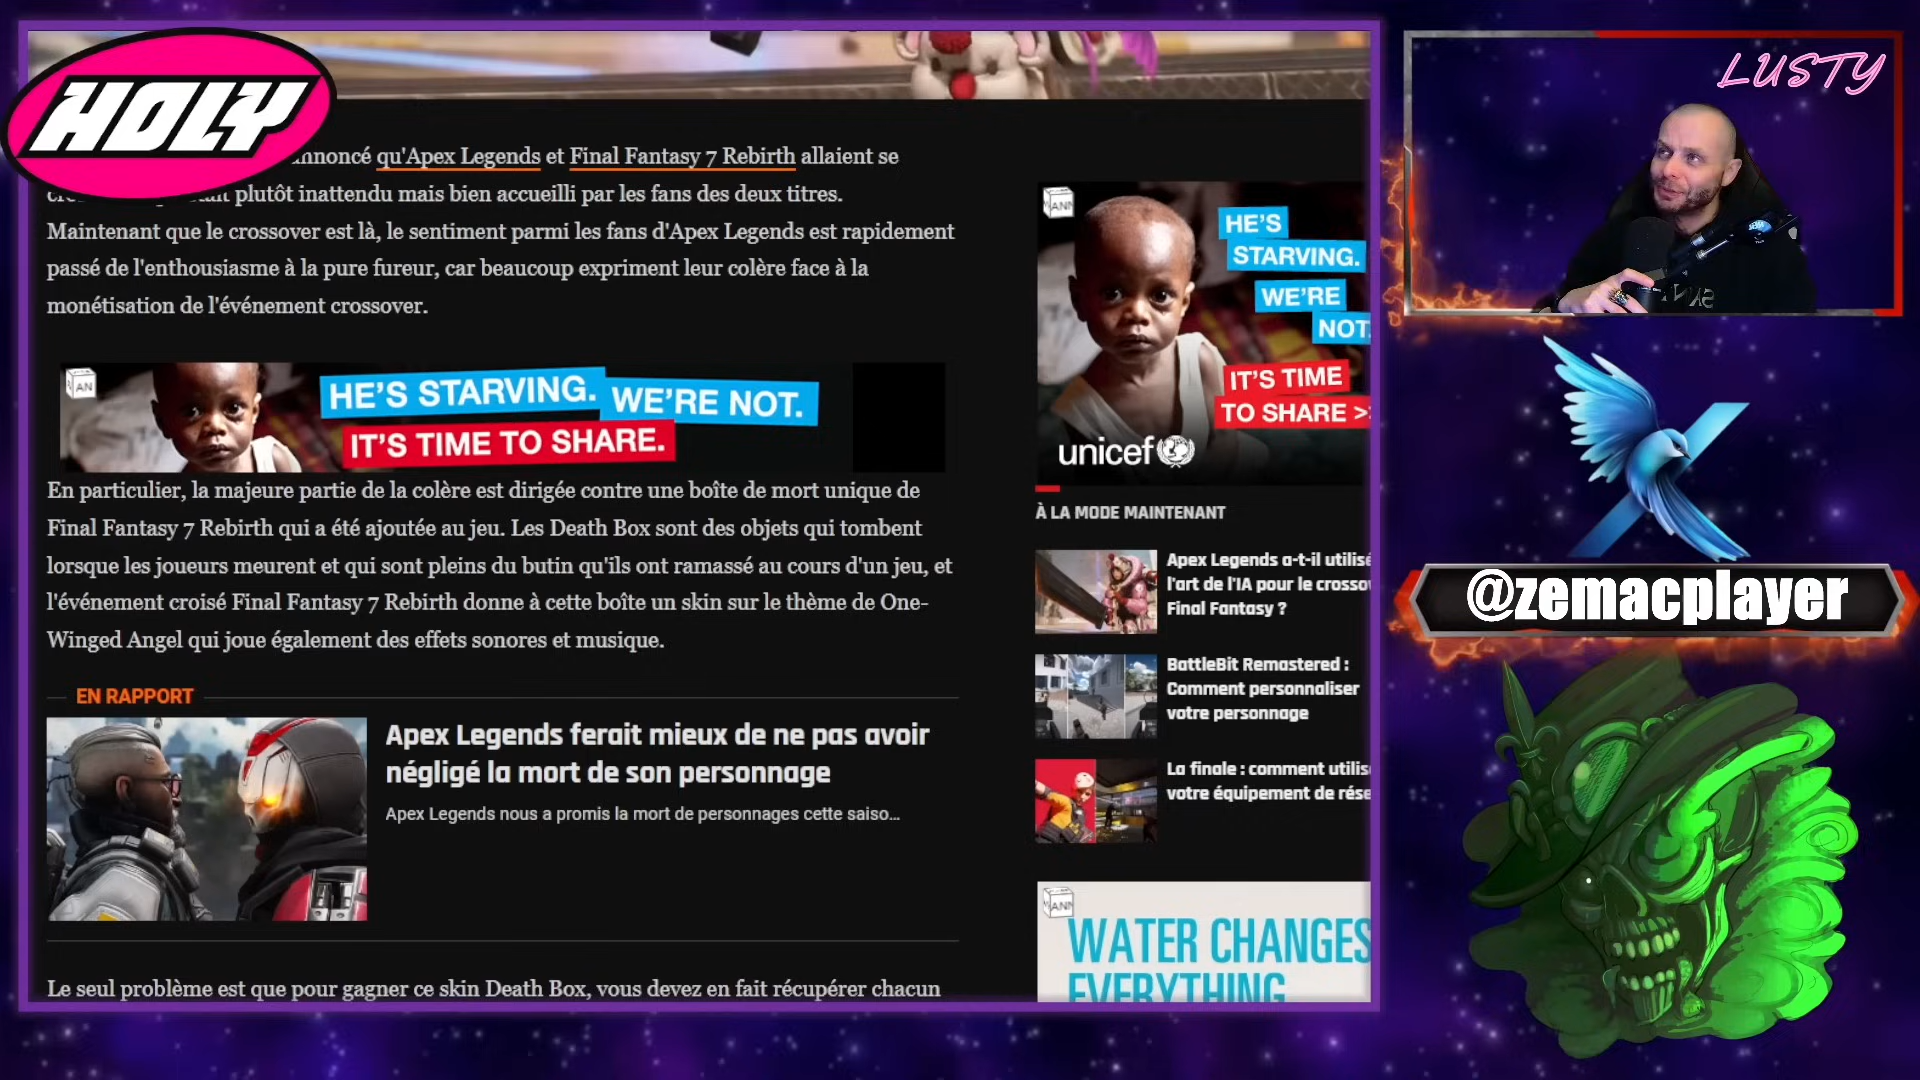 HOLY
LUSTY
nnoncé qu'Apex Legends et Final Fantasy 7 Rebirth allaient se
plutôt inattendu mais bien accueilli par les fans des deux titres.
Maintenant que le crossover est là, le sentiment parmi les fans d'Apex Legends est rapidement
passé de l'enthousiasme à la pure fureur, car beaucoup expriment leur colère face à la
monétisation de l'événement crossover.
AN
HE'S STARVING. WE'RE NOT.
IT'S TIME TO SHARE.
En particulier, la majeure partie de la colère est dirigée contre une boîte de mort unique de
Final Fantasy 7 Rebirth qui a été ajoutée au jeu. Les Death Box sont des objets qui tombent
lorsque les joueurs meurent et qui sont pleins du butin qu'ils ont ramassé au cours d'un jeu, et
l'événement croisé Final Fantasy 7 Rebirth donne à cette boîte un skin sur le thème de One-
Winged Angel qui joue également des effets sonores et musique.
EN RAPPORT
Apex Legends ferait mieux de ne pas avoir
négligé la mort de son personnage
Apex Legends nous a promis la mort de personnages cette saiso...
Le seul problème est que pour gagner ce skin Death Box, vous devez en fait récupérer chacun
ANN
HE'S
STARVING.
WE'RE
NOT.
IT'S TIME
TO SHARE >
unicef
À LA MODE MAINTENANT
Apex Legends a-t-il utilisé
l'art de l'IA pour le crosso
Final Fantasy ?
BattleBit Remastered :
Comment personnaliser
votre personnage
La finale : comment utilis
votre équipement de rése
ANN
WATER CHANGES
EVERYTHING
@zemacplayer